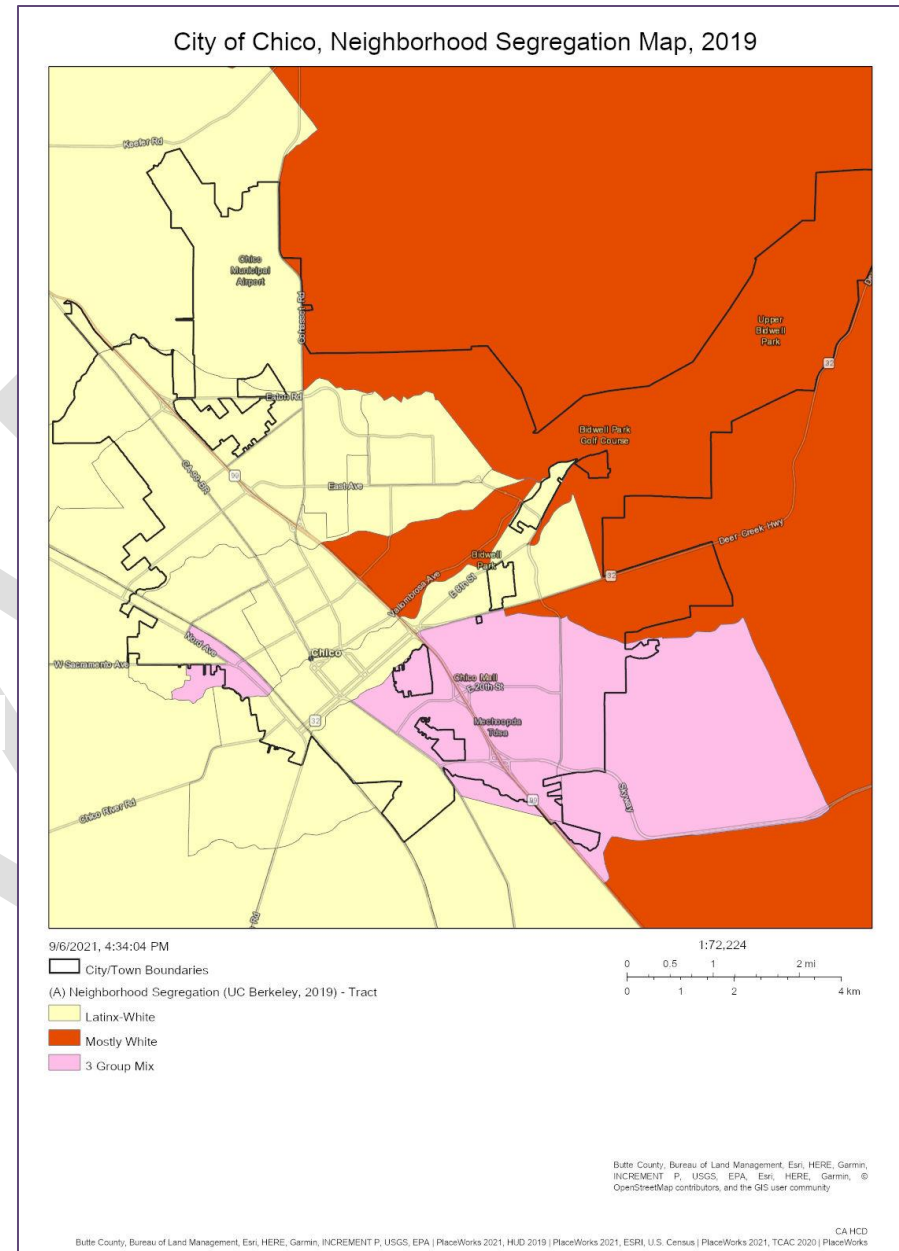 City of Chico, Neighborhood Segregation Map, 2019
Keefer Rd
Chico
Municipal
Airport
Cohasset Rd
Upper
Bidwell
Park
32
Eaton Rd
Bidwell Park
Golf Course
CA-99-BR
99
East Ave
Deer Creek Hwy
Bidwell
Park
32
Vallombrosa Ave
E 8th St
Nord Ave
Chico
W Sacramento Ave
Chico Mall
E 20th St
Mechoopda
Tdsa
32
Skyway
99
Chico River Rd
Rd
9/6/2021, 4:34:04 PM
City/Town Boundaries
(A) Neighborhood Segregation (UC Berkeley, 2019) - Tract
Latinx-White
Mostly White
3 Group Mix
1:72,224
0 0.5 1 2 mi
0 1 2 4 km
Butte County, Bureau of Land Management, Esri, HERE, Garmin,
INCREMENT P, USGS, EPA, Esri, HERE, Garmin, ©
OpenStreetMap contributors, and the GIS user community
CA HCD
Butte County, Bureau of Land Management, Esri, HERE, Garmin, INCREMENT P, USGS, EPA | PlaceWorks 2021, HUD 2019 | PlaceWorks 2021, ESRI, U.S. Census | PlaceWorks 2021, TCAC 2020 | PlaceWorks